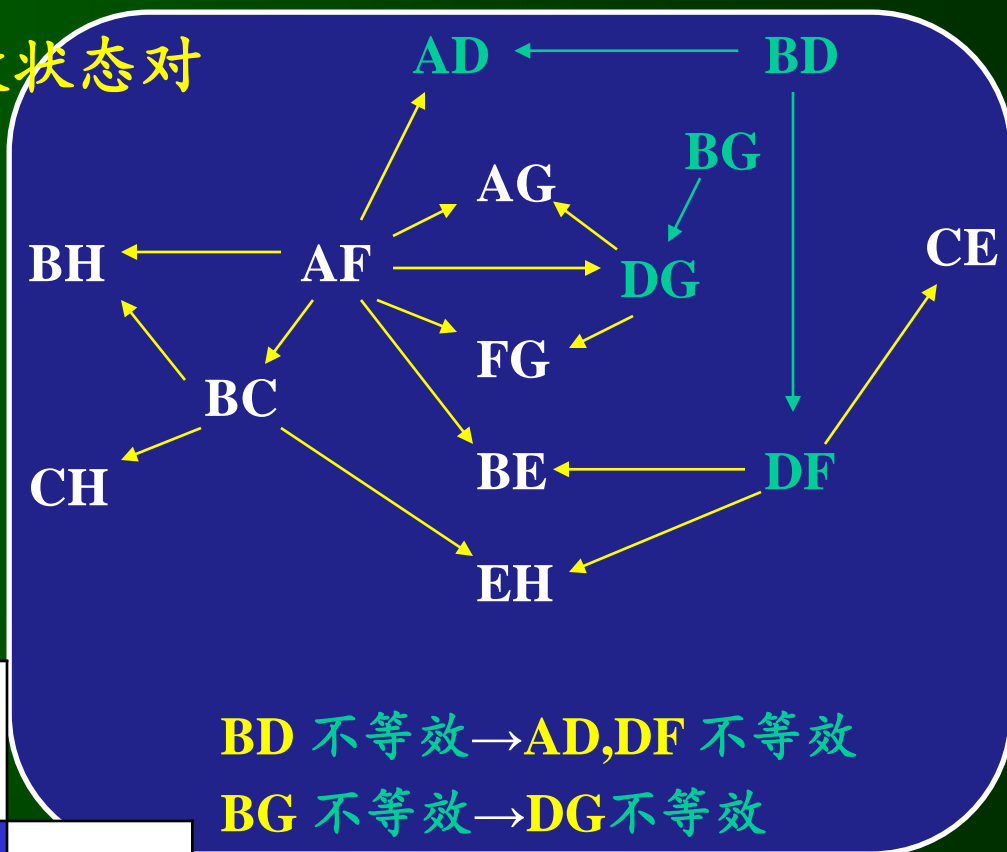 状态对
AD BD
BG
AG
BH AF CE
DG
FG
BC
BE DF
CH
EH
BD 不等效→AD,DF 不等效
BG 不等效→DG不等效